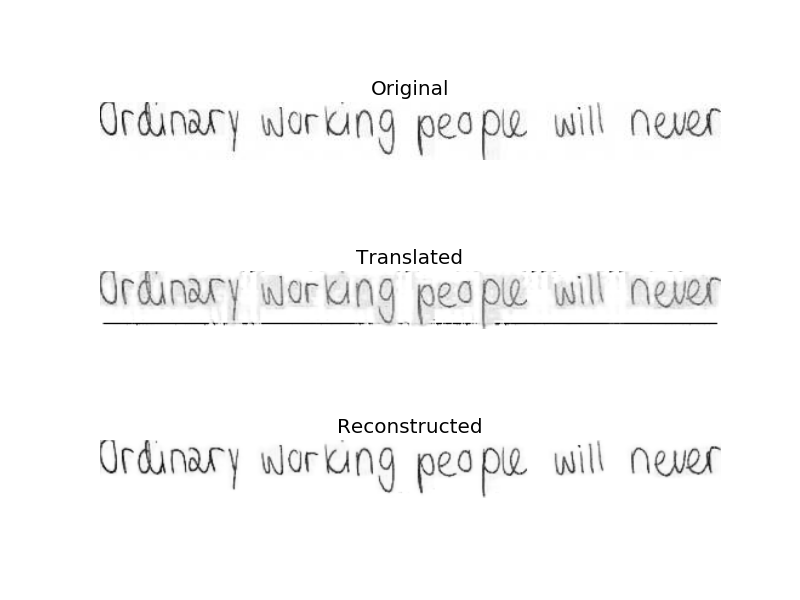 Original
Ordinary working people will never
Translated
Ordinary working people will never
Reconstructed
Ordinary working people will never